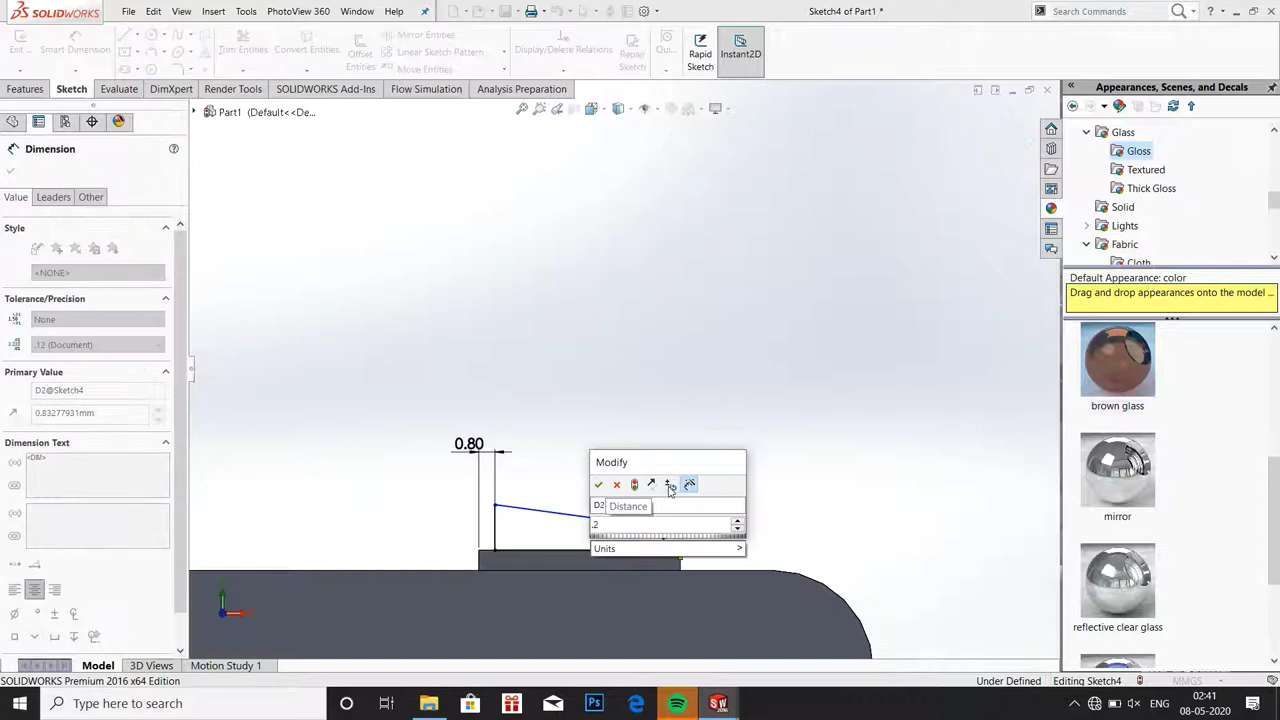 SOLIDWORKS File Edit View Insert Tools PhotoView 360 Window Help Sketch4 of Part1 * Search Commands ?
Ext... Smart Dimension Trim Entities Convert Entities Offset Entities Mirror Entities Linear Sketch Pattern Move Entities Display/Delete Relations Repair Sketch Qui... Rapid Sketch Instant2D
Features Sketch Evaluate DimXpert Render Tools SOLIDWORKS Add-Ins Flow Simulation Analysis Preparation
Appearances, Scenes, and Decals
Part1 (Default<<De...
Dimension ?
Value Leaders Other
Style
<NONE>
Tolerance/Precision
None
.12 (Document)
Primary Value
D2@Sketch4
0.83277931mm
Dimension Text
<DIM>
0.80
Modify
D2
Distance
.2
Units >
Glass
Gloss
Textured
Thick Gloss
Solid
Lights
Fabric
Cloth
Default Appearance: color
Drag and drop appearances onto the model ...
brown glass
mirror
reflective clear glass
Model 3D Views Motion Study 1
SOLIDWORKS Premium 2016 x64 Edition Under Defined Editing Sketch4 MMGS
Type here to search Ps SW 2016 ENG 02:41
08-05-2020